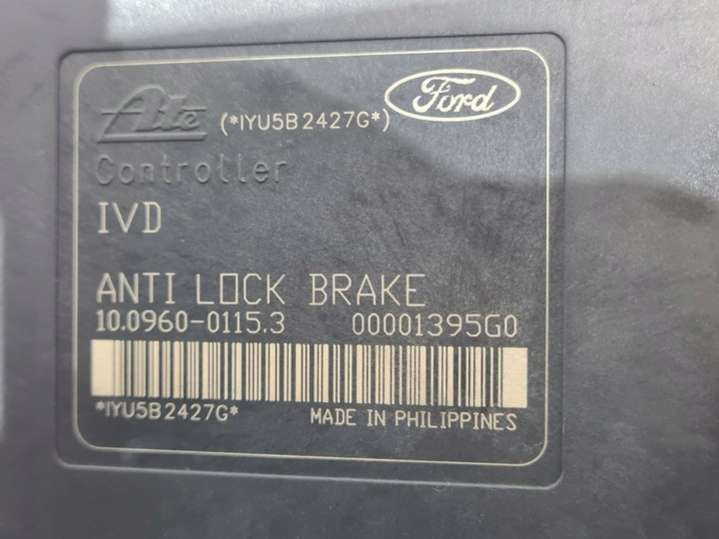 Ate (*IYU5B2427G*) Ford
Controller
IVD
ANTI LOCK BRAKE
10.0960-0115.3 00001395G0
*IYU5B2427G* MADE IN PHILIPPINES